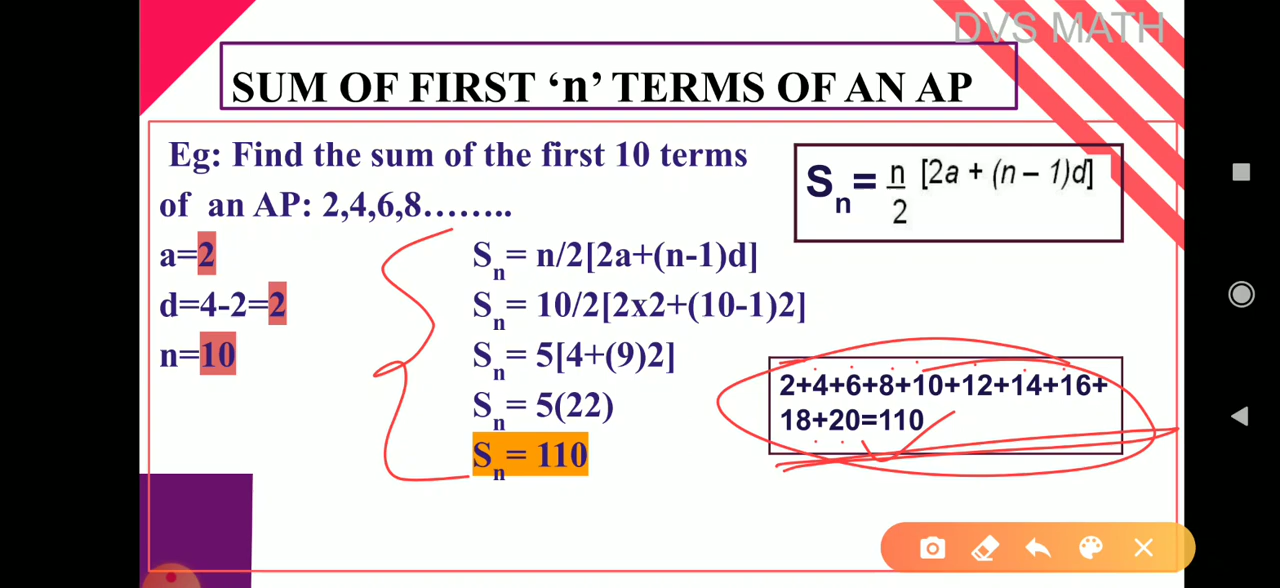 DVS MATH
SUM OF FIRST ‘n’ TERMS OF AN AP
Eg: Find the sum of the first 10 terms
of an AP: 2,4,6,8……..
Sn = n/2 [2a + (n – 1)d]
a=2
d=4-2=2
n=10
Sn= n/2[2a+(n-1)d]
Sn= 10/2[2x2+(10-1)2]
Sn= 5[4+(9)2]
Sn= 5(22)
Sn= 110
2+4+6+8+10+12+14+16+
18+20=110